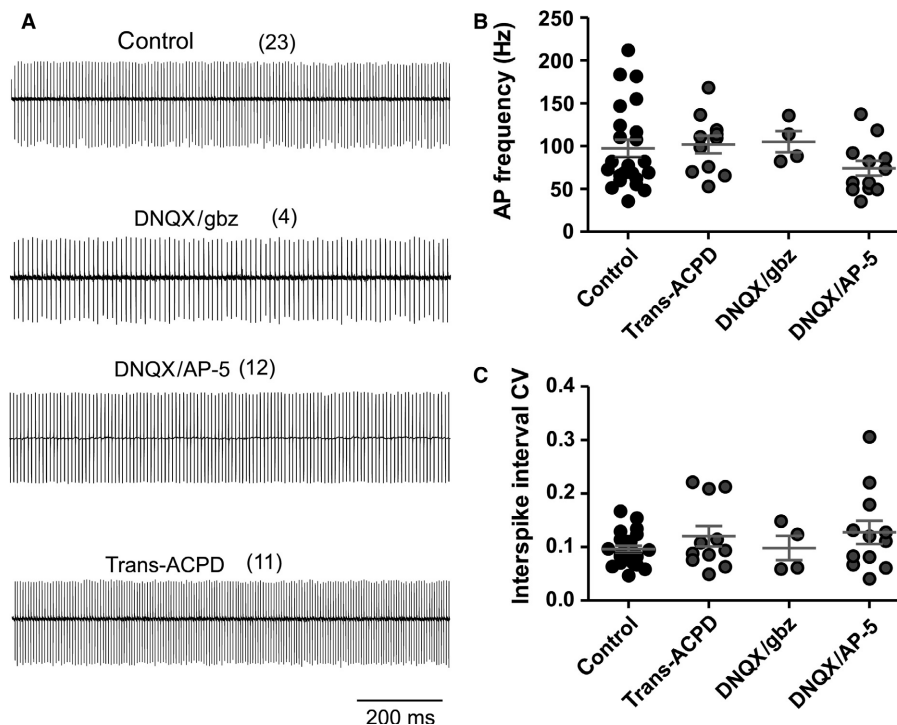 A
Control (23)
DNQX/gbz (4)
DNQX/AP-5 (12)
Trans-ACPD (11)
200 ms
B
AP frequency (Hz)
250
200
150
100
50
0
Control
Trans-ACPD
DNQX/gbz
DNQX/AP-5
C
Interspike interval CV
0.4
0.3
0.2
0.1
0.0
Control
Trans-ACPD
DNQX/gbz
DNQX/AP-5